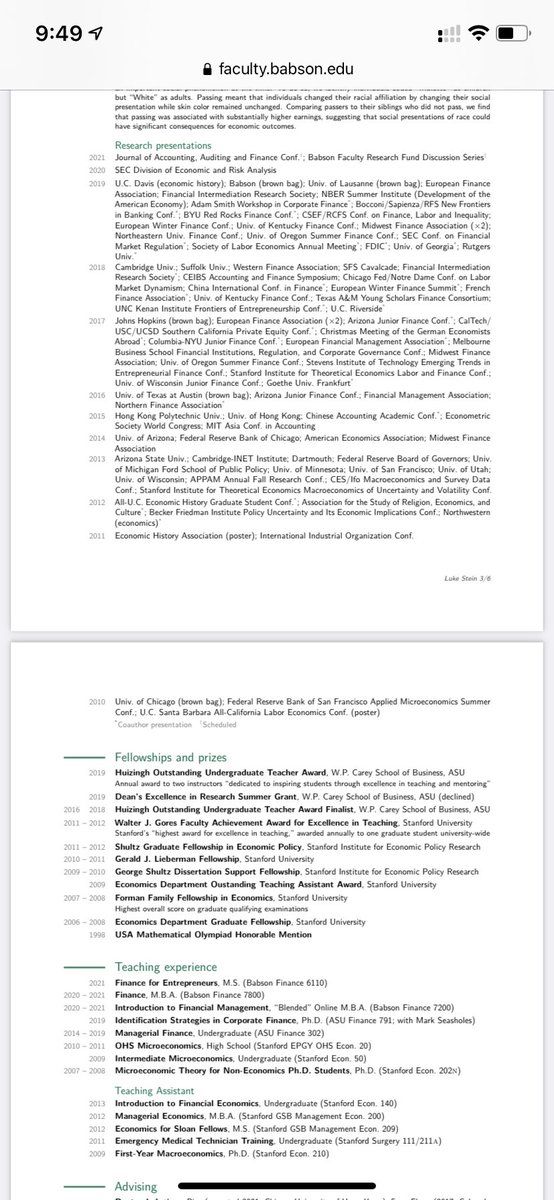 9:49
faculty.babson.edu
but “White” as adults. Passing meant that individuals changed their racial affiliation by changing their social
presentation while skin color remained unchanged. Comparing passers to their siblings who did not pass, we find
that passing was associated with substantially higher earnings, suggesting that social presentations of race could
have significant consequences for economic outcomes.
Research presentations
2021 Journal of Accounting, Auditing and Finance Conf.†; Babson Faculty Research Fund Discussion Series†
2020 SEC Division of Economic and Risk Analysis
2019 U.C. Davis (economic history); Babson (brown bag); Univ. of Lausanne (brown bag); European Finance
Association; Financial Intermediation Research Society; NBER Summer Institute (Development of the
American Economy); Adam Smith Workshop in Corporate Finance*; Bocconi/Sapienza/RFS New Frontiers
in Banking Conf.*; BYU Red Rocks Finance Conf.*; CSEF/RCFS Conf. on Finance, Labor and Inequality;
European Winter Finance Conf.; Univ. of Kentucky Finance Conf.; Midwest Finance Association (×2);
Northeastern Univ. Finance Conf.; Univ. of Oregon Summer Finance Conf.; SEC Conf. on Financial
Market Regulation*; Society of Labor Economics Annual Meeting*; FDIC*; Univ. of Georgia*; Rutgers
Univ.*
2018 Cambridge Univ.; Suffolk Univ.; Western Finance Association; SFS Cavalcade; Financial Intermediation
Research Society*; CEIBS Accounting and Finance Symposium; Chicago Fed/Notre Dame Conf. on Labor
Market Dynamism; China International Conf. in Finance*; European Winter Finance Summit*; French
Finance Association*; Univ. of Kentucky Finance Conf.; Texas A&M Young Scholars Finance Consortium;
UNC Kenan Institute Frontiers of Entrepreneurship Conf.*; U.C. Riverside*
2017 Johns Hopkins (brown bag); European Finance Association (×2); Arizona Junior Finance Conf.*; CalTech/
USC/UCSD Southern California Private Equity Conf.*; Christmas Meeting of the German Economists
Abroad*; Columbia-NYU Junior Finance Conf.*; European Financial Management Association*; Melbourne
Business School Financial Institutions, Regulation, and Corporate Governance Conf.; Midwest Finance
Association; Univ. of Oregon Summer Finance Conf.; Stevens Institute of Technology Emerging Trends in
Entrepreneurial Finance Conf.; Stanford Institute for Theoretical Economics Labor and Finance Conf.;
Univ. of Wisconsin Junior Finance Conf.; Goethe Univ. Frankfurt*
2016 Univ. of Texas at Austin (brown bag); Arizona Junior Finance Conf.; Financial Management Association;
Northern Finance Association*
2015 Hong Kong Polytechnic Univ.; Univ. of Hong Kong; Chinese Accounting Academic Conf.*; Econometric
Society World Congress; MIT Asia Conf. in Accounting
2014 Univ. of Arizona; Federal Reserve Bank of Chicago; American Economics Association; Midwest Finance
Association
2013 Arizona State Univ.; Cambridge-INET Institute; Dartmouth; Federal Reserve Board of Governors; Univ.
of Michigan Ford School of Public Policy; Univ. of Minnesota; Univ. of San Francisco; Univ. of Utah;
Univ. of Wisconsin; APPAM Annual Fall Research Conf.; CES/Ifo Macroeconomics and Survey Data
Conf.; Stanford Institute for Theoretical Economics Macroeconomics of Uncertainty and Volatility Conf.
2012 All-U.C. Economic History Graduate Student Conf.*; Association for the Study of Religion, Economics, and
Culture*; Becker Friedman Institute Policy Uncertainty and Its Economic Implications Conf.; Northwestern
(economics)*
2011 Economic History Association (poster); International Industrial Organization Conf.
Luke Stein 3/6
2010 Univ. of Chicago (brown bag); Federal Reserve Bank of San Francisco Applied Microeconomics Summer
Conf.; U.C. Santa Barbara All-California Labor Economics Conf. (poster)
*Coauthor presentation †Scheduled
Fellowships and prizes
2019 Huizingh Outstanding Undergraduate Teacher Award, W.P. Carey School of Business, ASU
Annual award to two instructors “dedicated to inspiring students through excellence in teaching and mentoring”
2019 Dean’s Excellence in Research Summer Grant, W.P. Carey School of Business, ASU (declined)
2016 2018 Huizingh Outstanding Undergraduate Teacher Award Finalist, W.P. Carey School of Business, ASU
2011 – 2012 Walter J. Gores Faculty Achievement Award for Excellence in Teaching, Stanford University
Stanford’s “highest award for excellence in teaching,” awarded annually to one graduate student university-wide
2011 – 2012 Shultz Graduate Fellowship in Economic Policy, Stanford Institute for Economic Policy Research
2010 – 2011 Gerald J. Lieberman Fellowship, Stanford University
2009 – 2010 George Shultz Dissertation Support Fellowship, Stanford Institute for Economic Policy Research
2009 Economics Department Oustanding Teaching Assistant Award, Stanford University
2007 – 2008 Forman Family Fellowship in Economics, Stanford University
Highest overall score on graduate qualifying examinations
2006 – 2008 Economics Department Graduate Fellowship, Stanford University
1998 USA Mathematical Olympiad Honorable Mention
Teaching experience
2021 Finance for Entrepreneurs, M.S. (Babson Finance 6110)
2020 – 2021 Finance, M.B.A. (Babson Finance 7800)
2020 – 2021 Introduction to Financial Management, “Blended” Online M.B.A. (Babson Finance 7200)
2019 Identification Strategies in Corporate Finance, Ph.D. (ASU Finance 791; with Mark Seasholes)
2014 – 2019 Managerial Finance, Undergraduate (ASU Finance 302)
2010 – 2011 OHS Microeconomics, High School (Stanford EPGY OHS Econ. 20)
2009 Intermediate Microeconomics, Undergraduate (Stanford Econ. 50)
2007 – 2008 Microeconomic Theory for Non-Economics Ph.D. Students, Ph.D. (Stanford Econ. 202N)
Teaching Assistant
2013 Introduction to Financial Economics, Undergraduate (Stanford Econ. 140)
2012 Managerial Economics, M.B.A. (Stanford GSB Management Econ. 200)
2012 Economics for Sloan Fellows, M.S. (Stanford GSB Management Econ. 209)
2011 Emergency Medical Technician Training, Undergraduate (Stanford Surgery 111/211A)
2009 First-Year Macroeconomics, Ph.D. (Stanford Econ. 210)
Advising